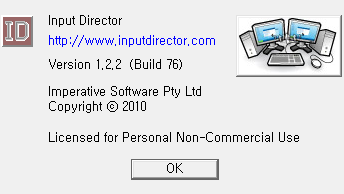 ID
Input Director
http://www.inputdirector.com
Version 1,2,2 (Build 76)
Imperative Software Pty Ltd
Copyright © 2010
Licensed for Personal Non-Commercial Use
OK